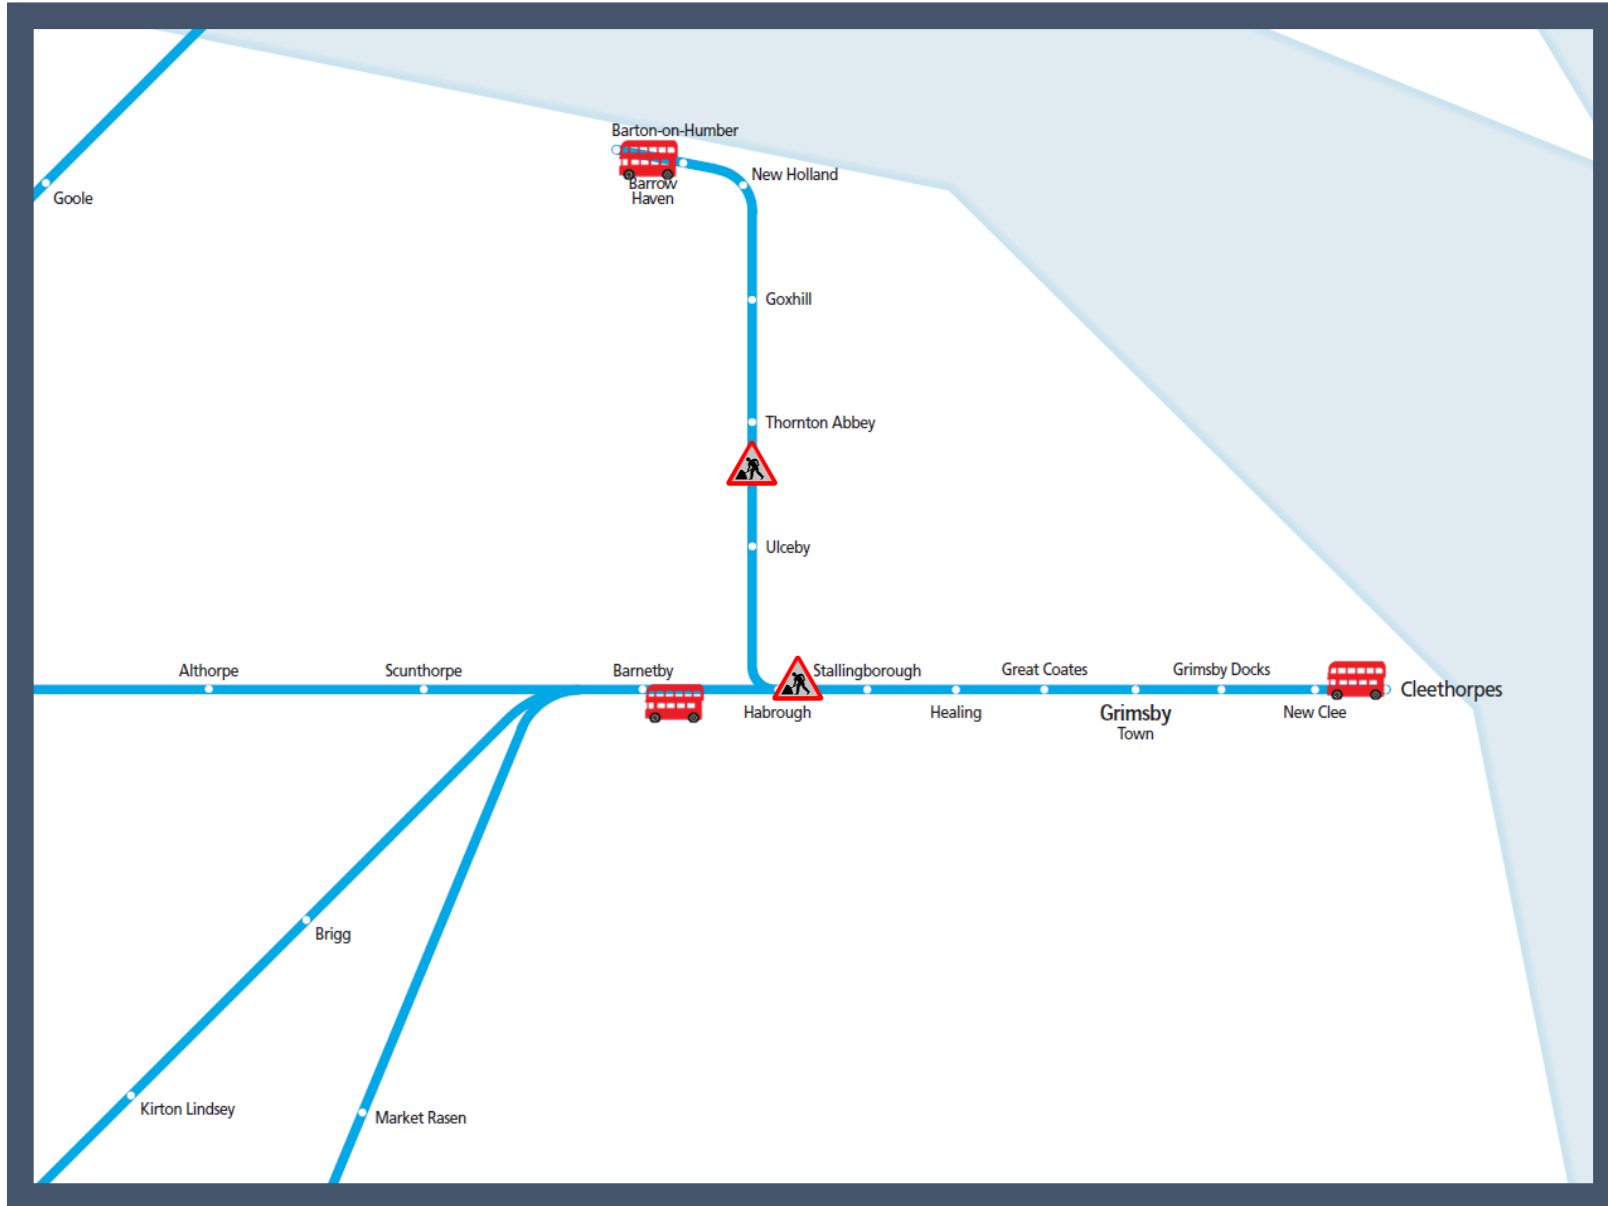 Barton-on-Humber
New Holland
Barrow
Haven
Goole
Goxhill
Thornton Abbey
Ulceby
Althorpe
Scunthorpe
Barnetby
Stallingborough
Great Coates
Grimsby Docks
Cleethorpes
Habrough
Healing
Grimsby
Town
New Clee
Brigg
Kirton Lindsey
Market Rasen